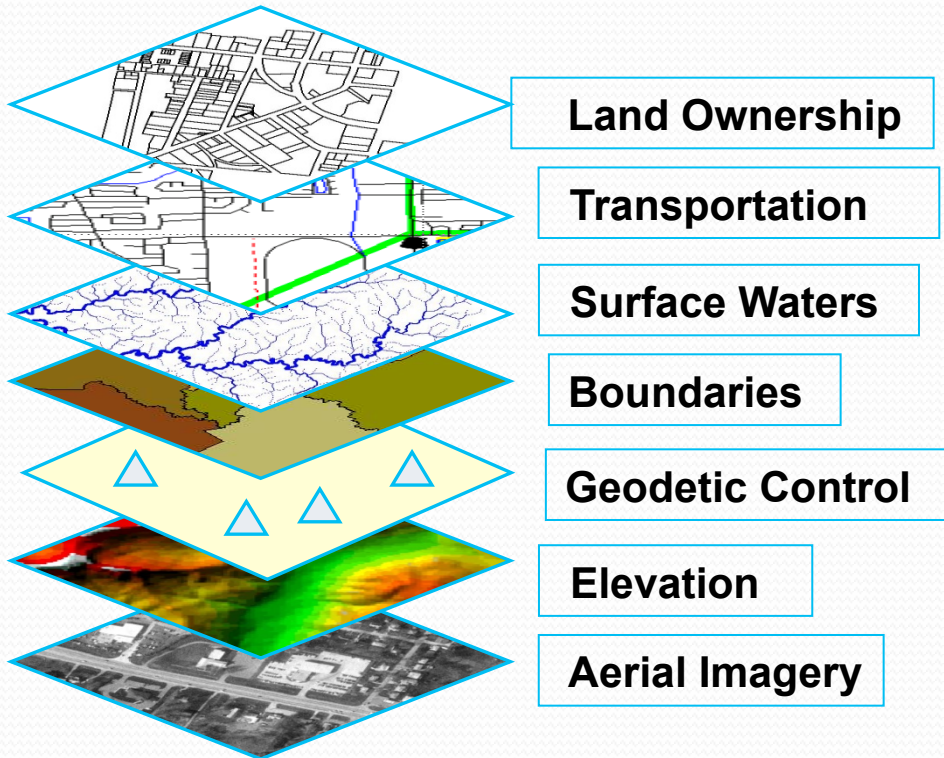 Land Ownership
Transportation
Surface Waters
Boundaries
Geodetic Control
Elevation
Aerial Imagery